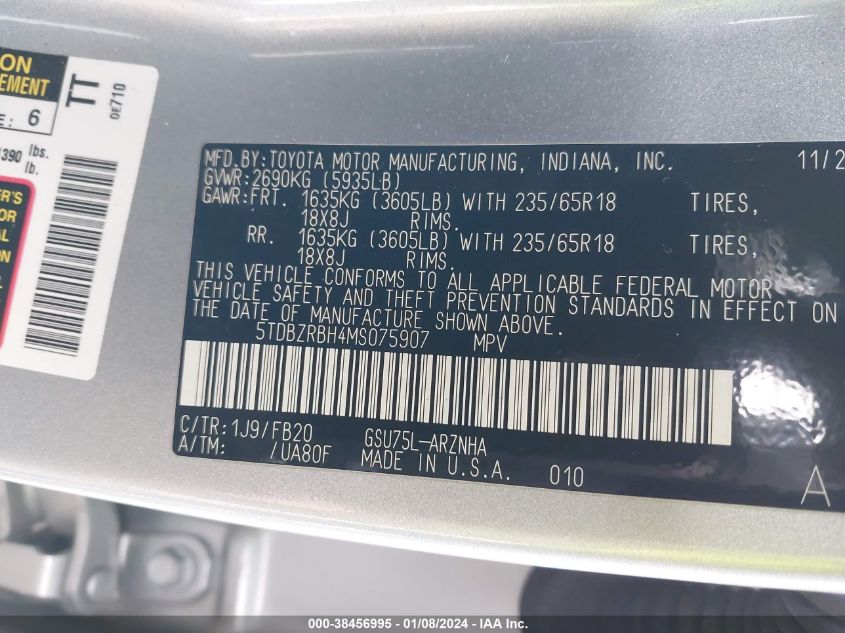 ON
EMENT
E: 6
TT
0E710
390 lbs.
lb.
R'S
OR
AL
ON
MFD. BY: TOYOTA MOTOR MANUFACTURING, INDIANA, INC. 11/2
GVWR: 2690KG (5935LB)
GAWR: FRT. 1635KG (3605LB) WITH 235/65R18 TIRES,
18X8J RIMS.
RR. 1635KG (3605LB) WITH 235/65R18 TIRES,
18X8J RIMS.
THIS VEHICLE CONFORMS TO ALL APPLICABLE FEDERAL MOTOR
VEHICLE SAFETY AND THEFT PREVENTION STANDARDS IN EFFECT ON
THE DATE OF MANUFACTURE SHOWN ABOVE.
5TDBZRBH4MS075907 MPV
C/TR: 1J9/FB20 GSU75L-ARZNHA
A/TM: /UA80F MADE IN U.S.A. 010
A
000-38456995 - 01/08/2024 - IAA Inc.